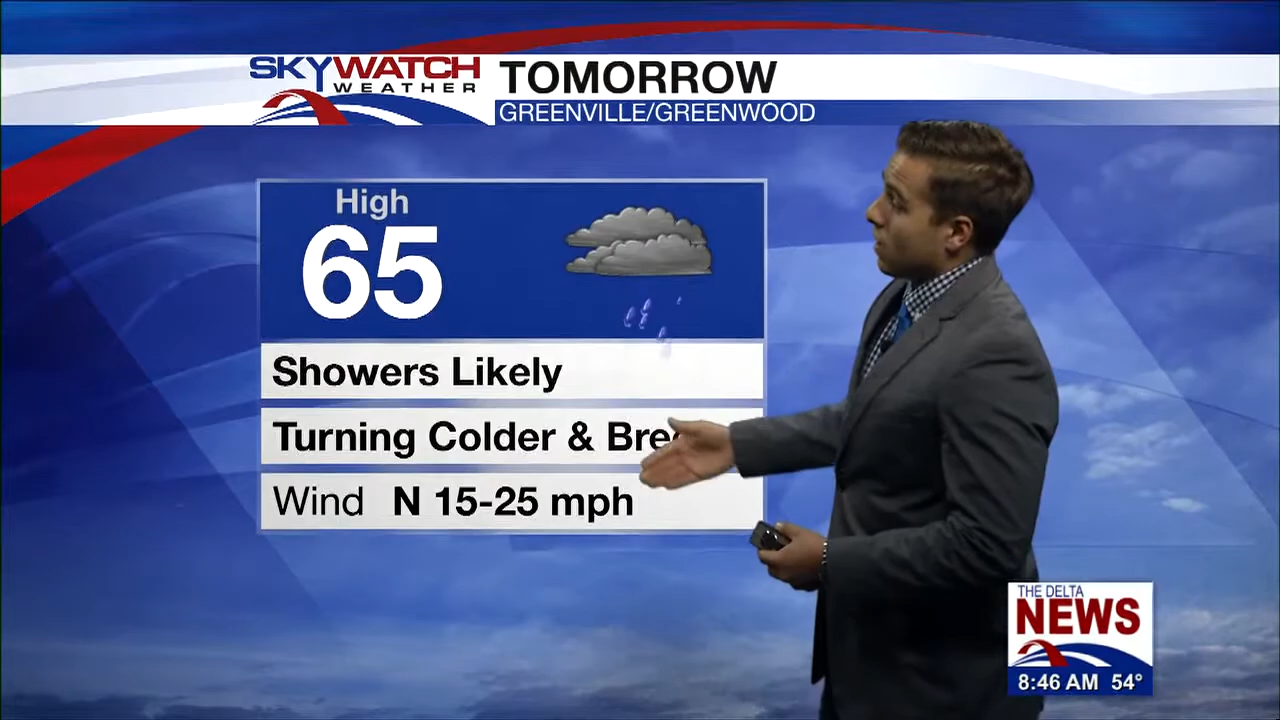 SKYWATCH
WEATHER
TOMORROW
GREENVILLE/GREENWOOD
High
65
Showers Likely
Turning Colder &
Wind N 15-25 mph
THE DELTA
NEWS
8:46 AM 54°